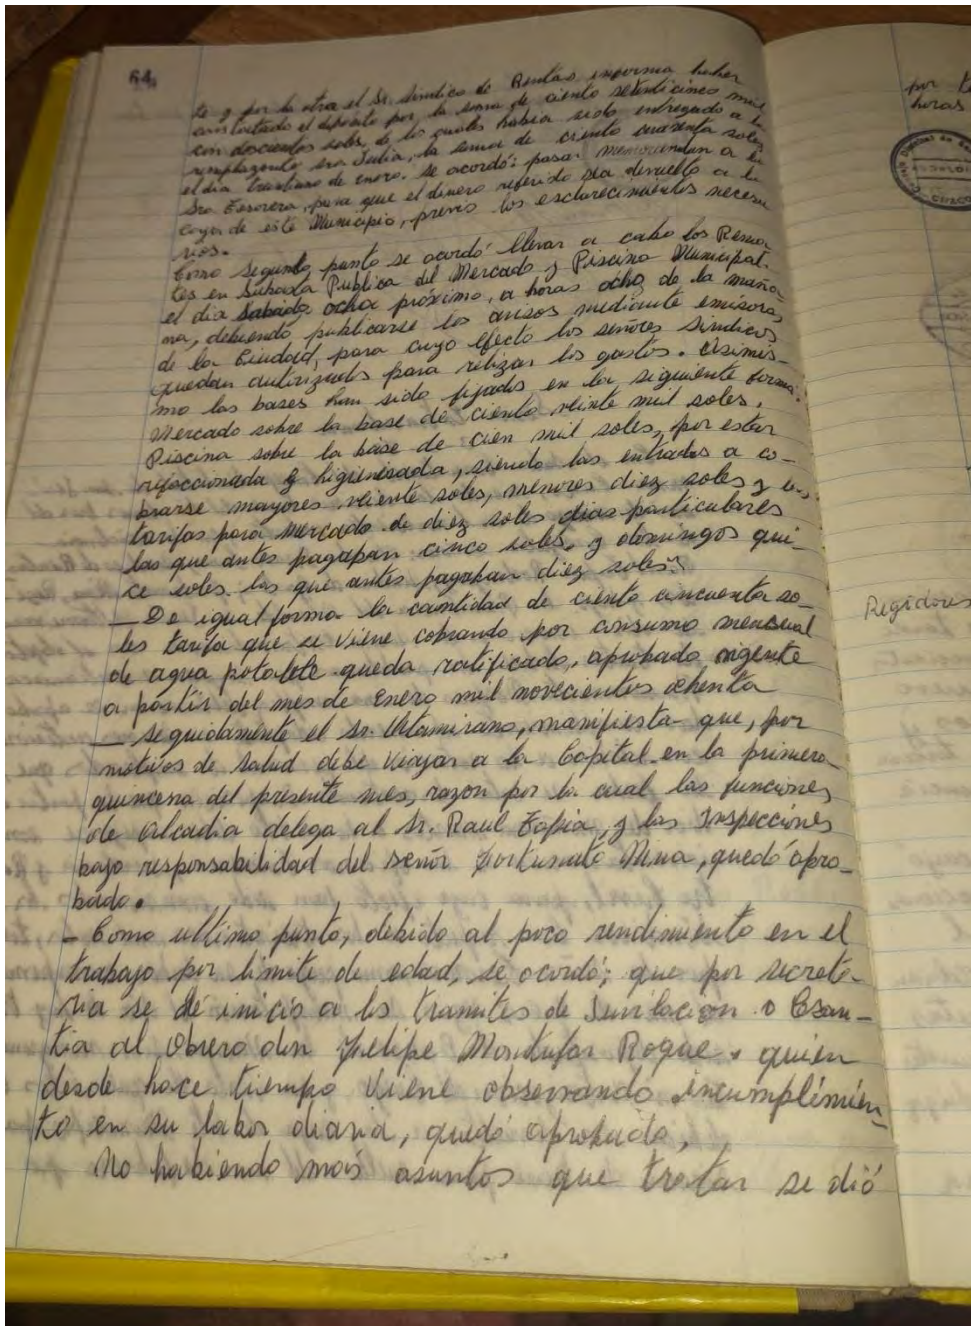 64
te y por la otra el Sr. Sindico de Rentas informa haber
constactado el depósito por la suma de ciento setenticinco mil
con doscientos soles, de los cuales habia sido entregado a la
remplazante Sra Julia, la suma de ciento cuarenta soles
el dia treintiuno de enero. Se acordó: pasar memorandum a la
Sra. Tesorera, para que el dinero referido sea devuelto a la
caja de este Municipio, previo los esclarecimientos necesa
rios.
Como segundo punto se acordó llevar a cabo los Rema
tes en Subasta Publica del Mercado y Piscina Municipal.
el dia sabado ocho próximo, a horas ocho de la maña-
na, debiendo publicarse los avisos mediante emisoras
de la Ciudad, para cuyo efecto los señores Sindicos
quedan autorizados para relizar los gastos. Asimis-
mo las bases han sido fijados en la siguiente forma:
Mercado sobre la base de ciento veinte mil soles.
Piscina sobre la base de cien mil soles, por estar
refaccionada y higienisada, siendo las entradas a co-
brarse mayores veinte soles, menores diez soles y las
tarifas para mercado de diez soles dias particulares
las que antes pagaban cinco soles, y domingos quin-
ce soles las que antes pagaban diez soles
— De igual forma la cantidad de ciento cincuenta so-
les tarifa que se viene cobrando por consumo mensual
de agua potable queda ratificado, aprobado vigente
a partir del mes de Enero mil novecientos ochenta
— Seguidamente el Sr. Altamirano, manifiesta que, por
motivos de salud debe viajar a la Capital en la primera
quincena del presente mes, razon por la cual las funciones
de alcadia delega al Sr. Raul Tapia, y las Inspecciónes
bajo responsabilidad del señor Fortunato Mina, quedó apro-
bado.
- Como ultimo punto, debido al poco rendimiento en el
trabajo por limite de edad, se acordó; que por secreta-
ria se dé inicio a los tramites de Juvilacion o Cesan-
tia al Obrero don Felipe Montufar Roque, quien
desde hace tiempo viene observando incumplimien-
to en su labor diaria, quedó aprobado,
No habiendo mas asuntos que tratar se dió
por
horas
CUSCO
Regidores